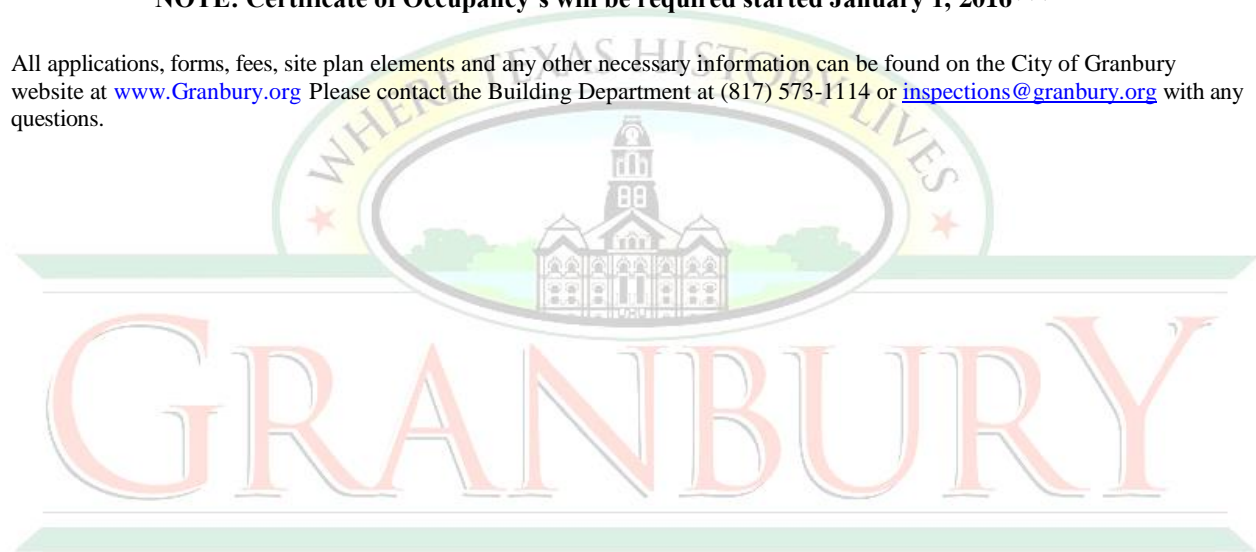 NOTE: Certificate of Occupancy's will be required started January 1, 2016***
All applications, forms, fees, site plan elements and any other necessary information can be found on the City of Granbury
website at www.Granbury.org Please contact the Building Department at (817) 573-1114 or inspections@granbury.org with any
questions.
WHERE TEXAS HISTORY LIVES
GRANBURY